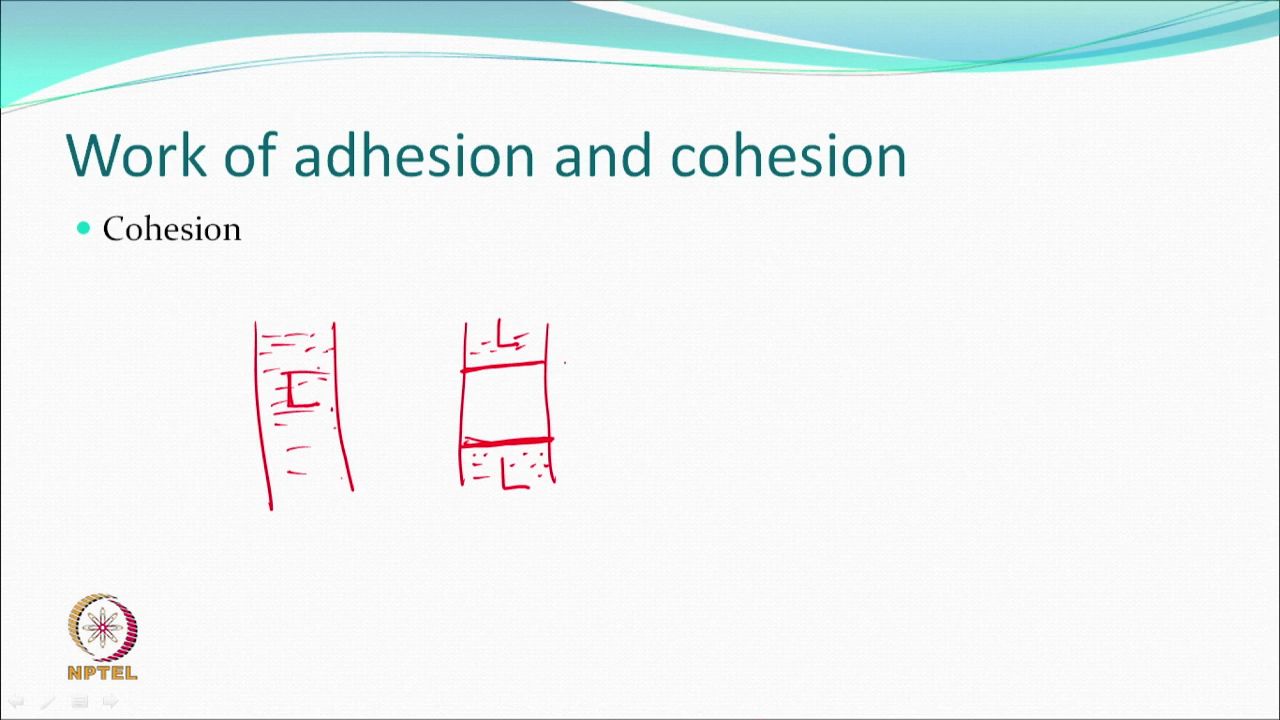 Work of adhesion and cohesion
Cohesion
L
L
L
NPTEL